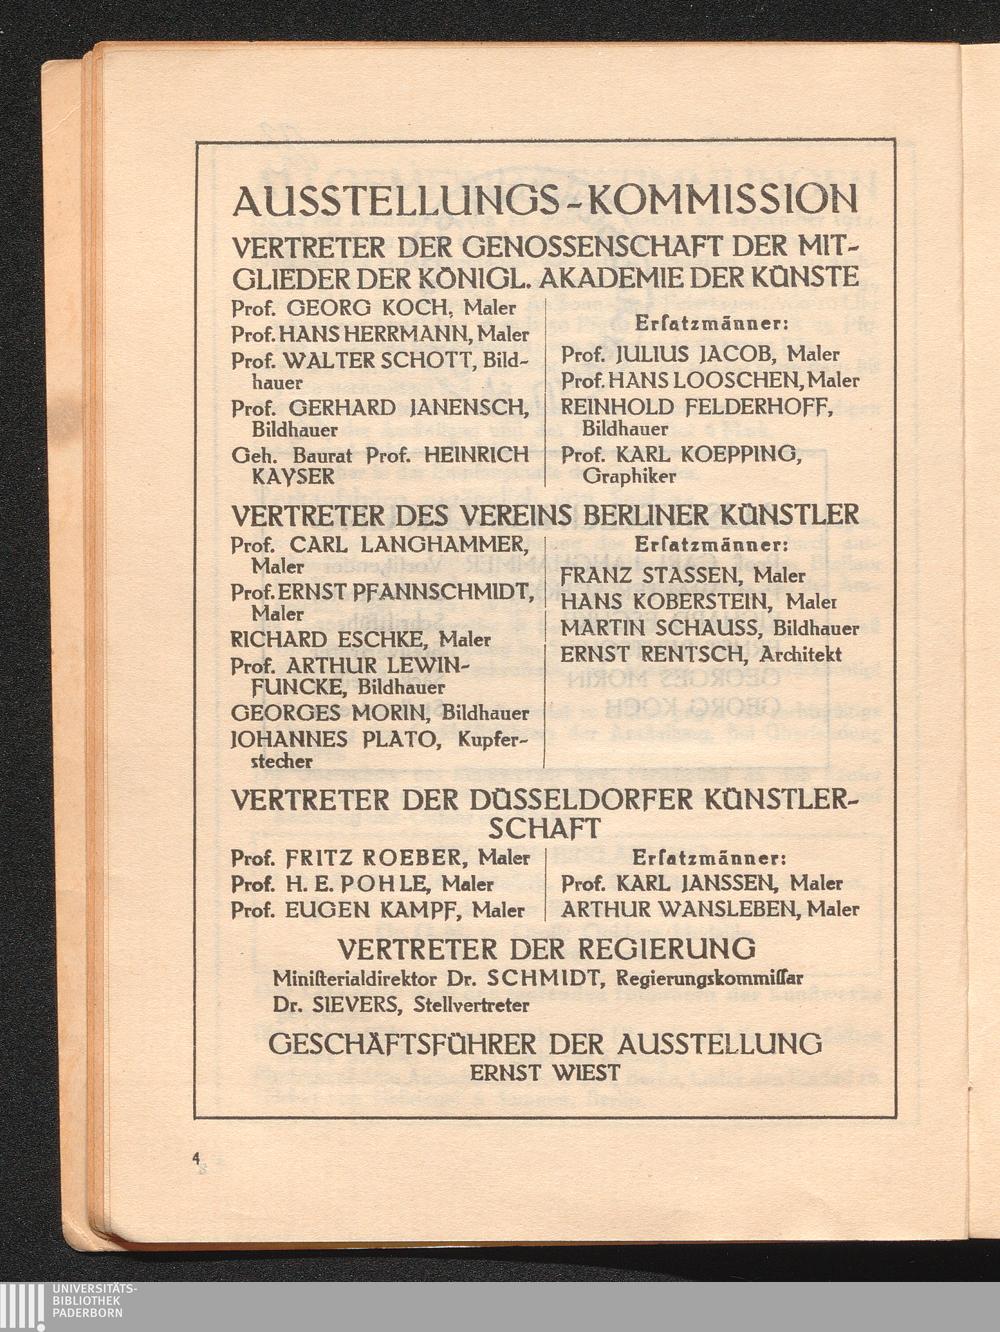 AUSSTELLUNGS-KOMMISSION
VERTRETER DER GENOSSENSCHAFT DER MIT-
GLIEDER DER KÖNIGL. AKADEMIE DER KÜNSTE
Prof. GEORG KOCH, Maler
Prof. HANS HERRMANN, Maler
Prof. WALTER SCHOTT, Bild-
hauer
Prof. GERHARD JANENSCH,
Bildhauer
Geh. Baurat Prof. HEINRICH
KAYSER
Erſatzmänner:
Prof. JULIUS JACOB, Maler
Prof. HANS LOOSCHEN, Maler
REINHOLD FELDERHOFF,
Bildhauer
Prof. KARL KOEPPING,
Graphiker
VERTRETER DES VEREINS BERLINER KÜNSTLER
Prof. CARL LANGHAMMER,
Maler
Prof. ERNST PFANNSCHMIDT,
Maler
RICHARD ESCHKE, Maler
Prof. ARTHUR LEWIN-
FUNCKE, Bildhauer
GEORGES MORIN, Bildhauer
JOHANNES PLATO, Kupfer-
stecher
Erſatzmänner:
FRANZ STASSEN, Maler
HANS KOBERSTEIN, Maler
MARTIN SCHAUSS, Bildhauer
ERNST RENTSCH, Architekt
VERTRETER DER DÜSSELDORFER KÜNSTLER-
SCHAFT
Prof. FRITZ ROEBER, Maler
Prof. H. E. POHLE, Maler
Prof. EUGEN KAMPF, Maler
Erſatzmänner:
Prof. KARL JANSSEN, Maler
ARTHUR WANSLEBEN, Maler
VERTRETER DER REGIERUNG
Miniſterialdirektor Dr. SCHMIDT, Regierungskommiſſar
Dr. SIEVERS, Stellvertreter
GESCHÄFTSFÜHRER DER AUSSTELLUNG
ERNST WIEST
4
UNIVERSITÄTS-
BIBLIOTHEK
PADERBORN